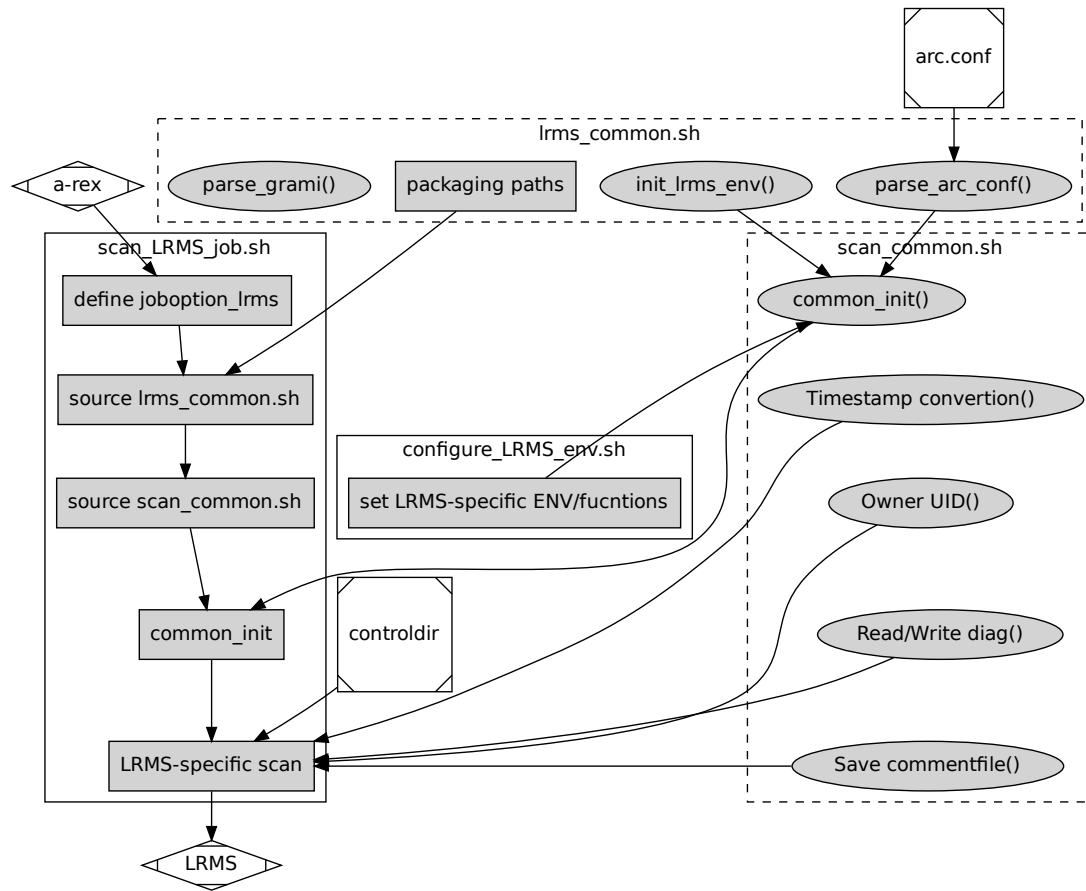 arc.conf
lrms_common.sh
a-rex
parse_grami()
packaging paths
init_lrms_env()
parse_arc_conf()
scan_LRMS_job.sh
scan_common.sh
define joboption_lrms
common_init()
source lrms_common.sh
Timestamp convertion()
configure_LRMS_env.sh
source scan_common.sh
set LRMS-specific ENV/fucntions
Owner UID()
common_init
controldir
Read/Write diag()
LRMS-specific scan
Save commentfile()
LRMS